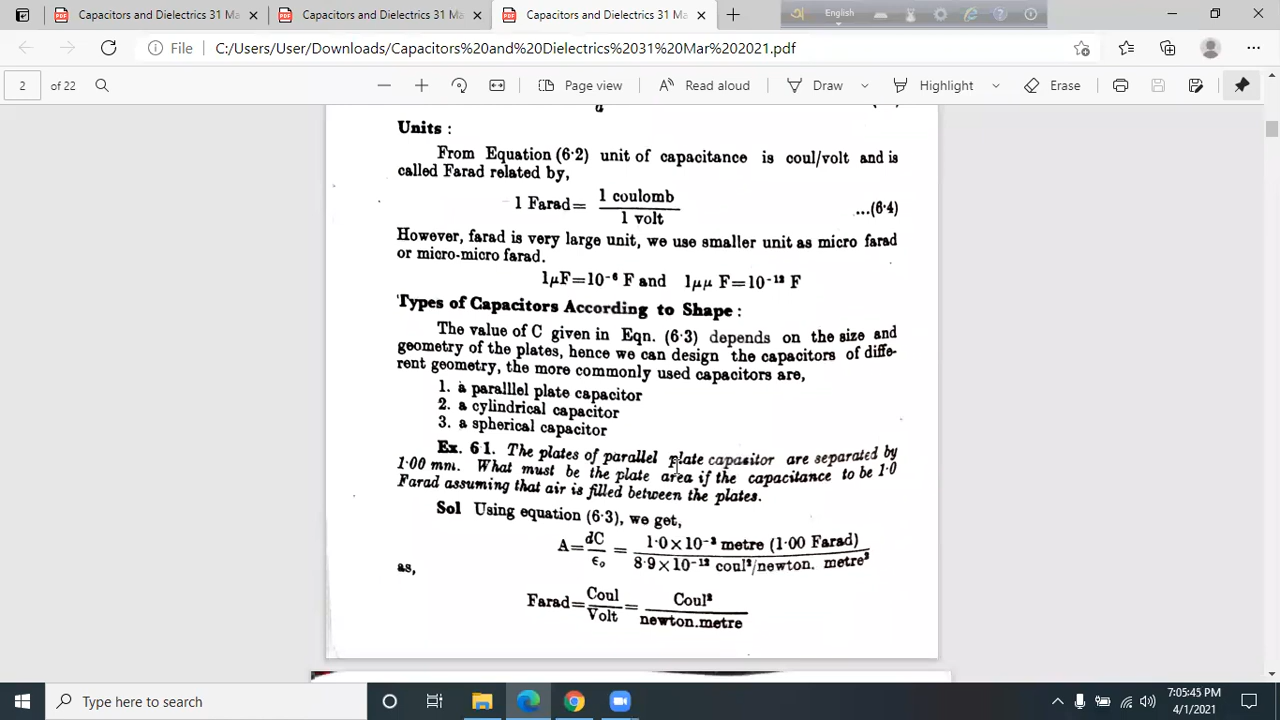 Capacitors and Dielectrics 31 Ma
Capacitors and Dielectrics 31 Ma
Capacitors and Dielectrics 31 Ma
English
File
C:/Users/User/Downloads/Capacitors%20and%20Dielectrics%2031%20Mar%202021.pdf
2 of 22
Page view
Read aloud
Draw
Highlight
Erase
Units :
From Equation (6·2) unit of capacitance is coul/volt and is
called Farad related by,
1 Farad= 1 coulomb / 1 volt ...(6·4)
However, farad is very large unit, we use smaller unit as micro farad
or micro-micro farad.
1μF=10⁻⁶ F and 1μμ F=10⁻¹² F
Types of Capacitors According to Shape :
The value of C given in Eqn. (6·3) depends on the size and
geometry of the plates, hence we can design the capacitors of diffe-
rent geometry, the more commonly used capacitors are,
1. a paralllel plate capacitor
2. a cylindrical capacitor
3. a spherical capacitor
Ex. 6·1. The plates of parallel plate capacitor are separated by
1·00 mm. What must be the plate area if the capacitance to be 1·0
Farad assuming that air is filled between the plates.
Sol Using equation (6·3), we get,
A= dC / ϵ₀ = 1·0×10⁻³ metre (1·00 Farad) / 8·9×10⁻¹² coul²/newton. metre²
as,
Farad= Coul / Volt = Coul² / newton.metre
Type here to search
7:05:45 PM
4/1/2021